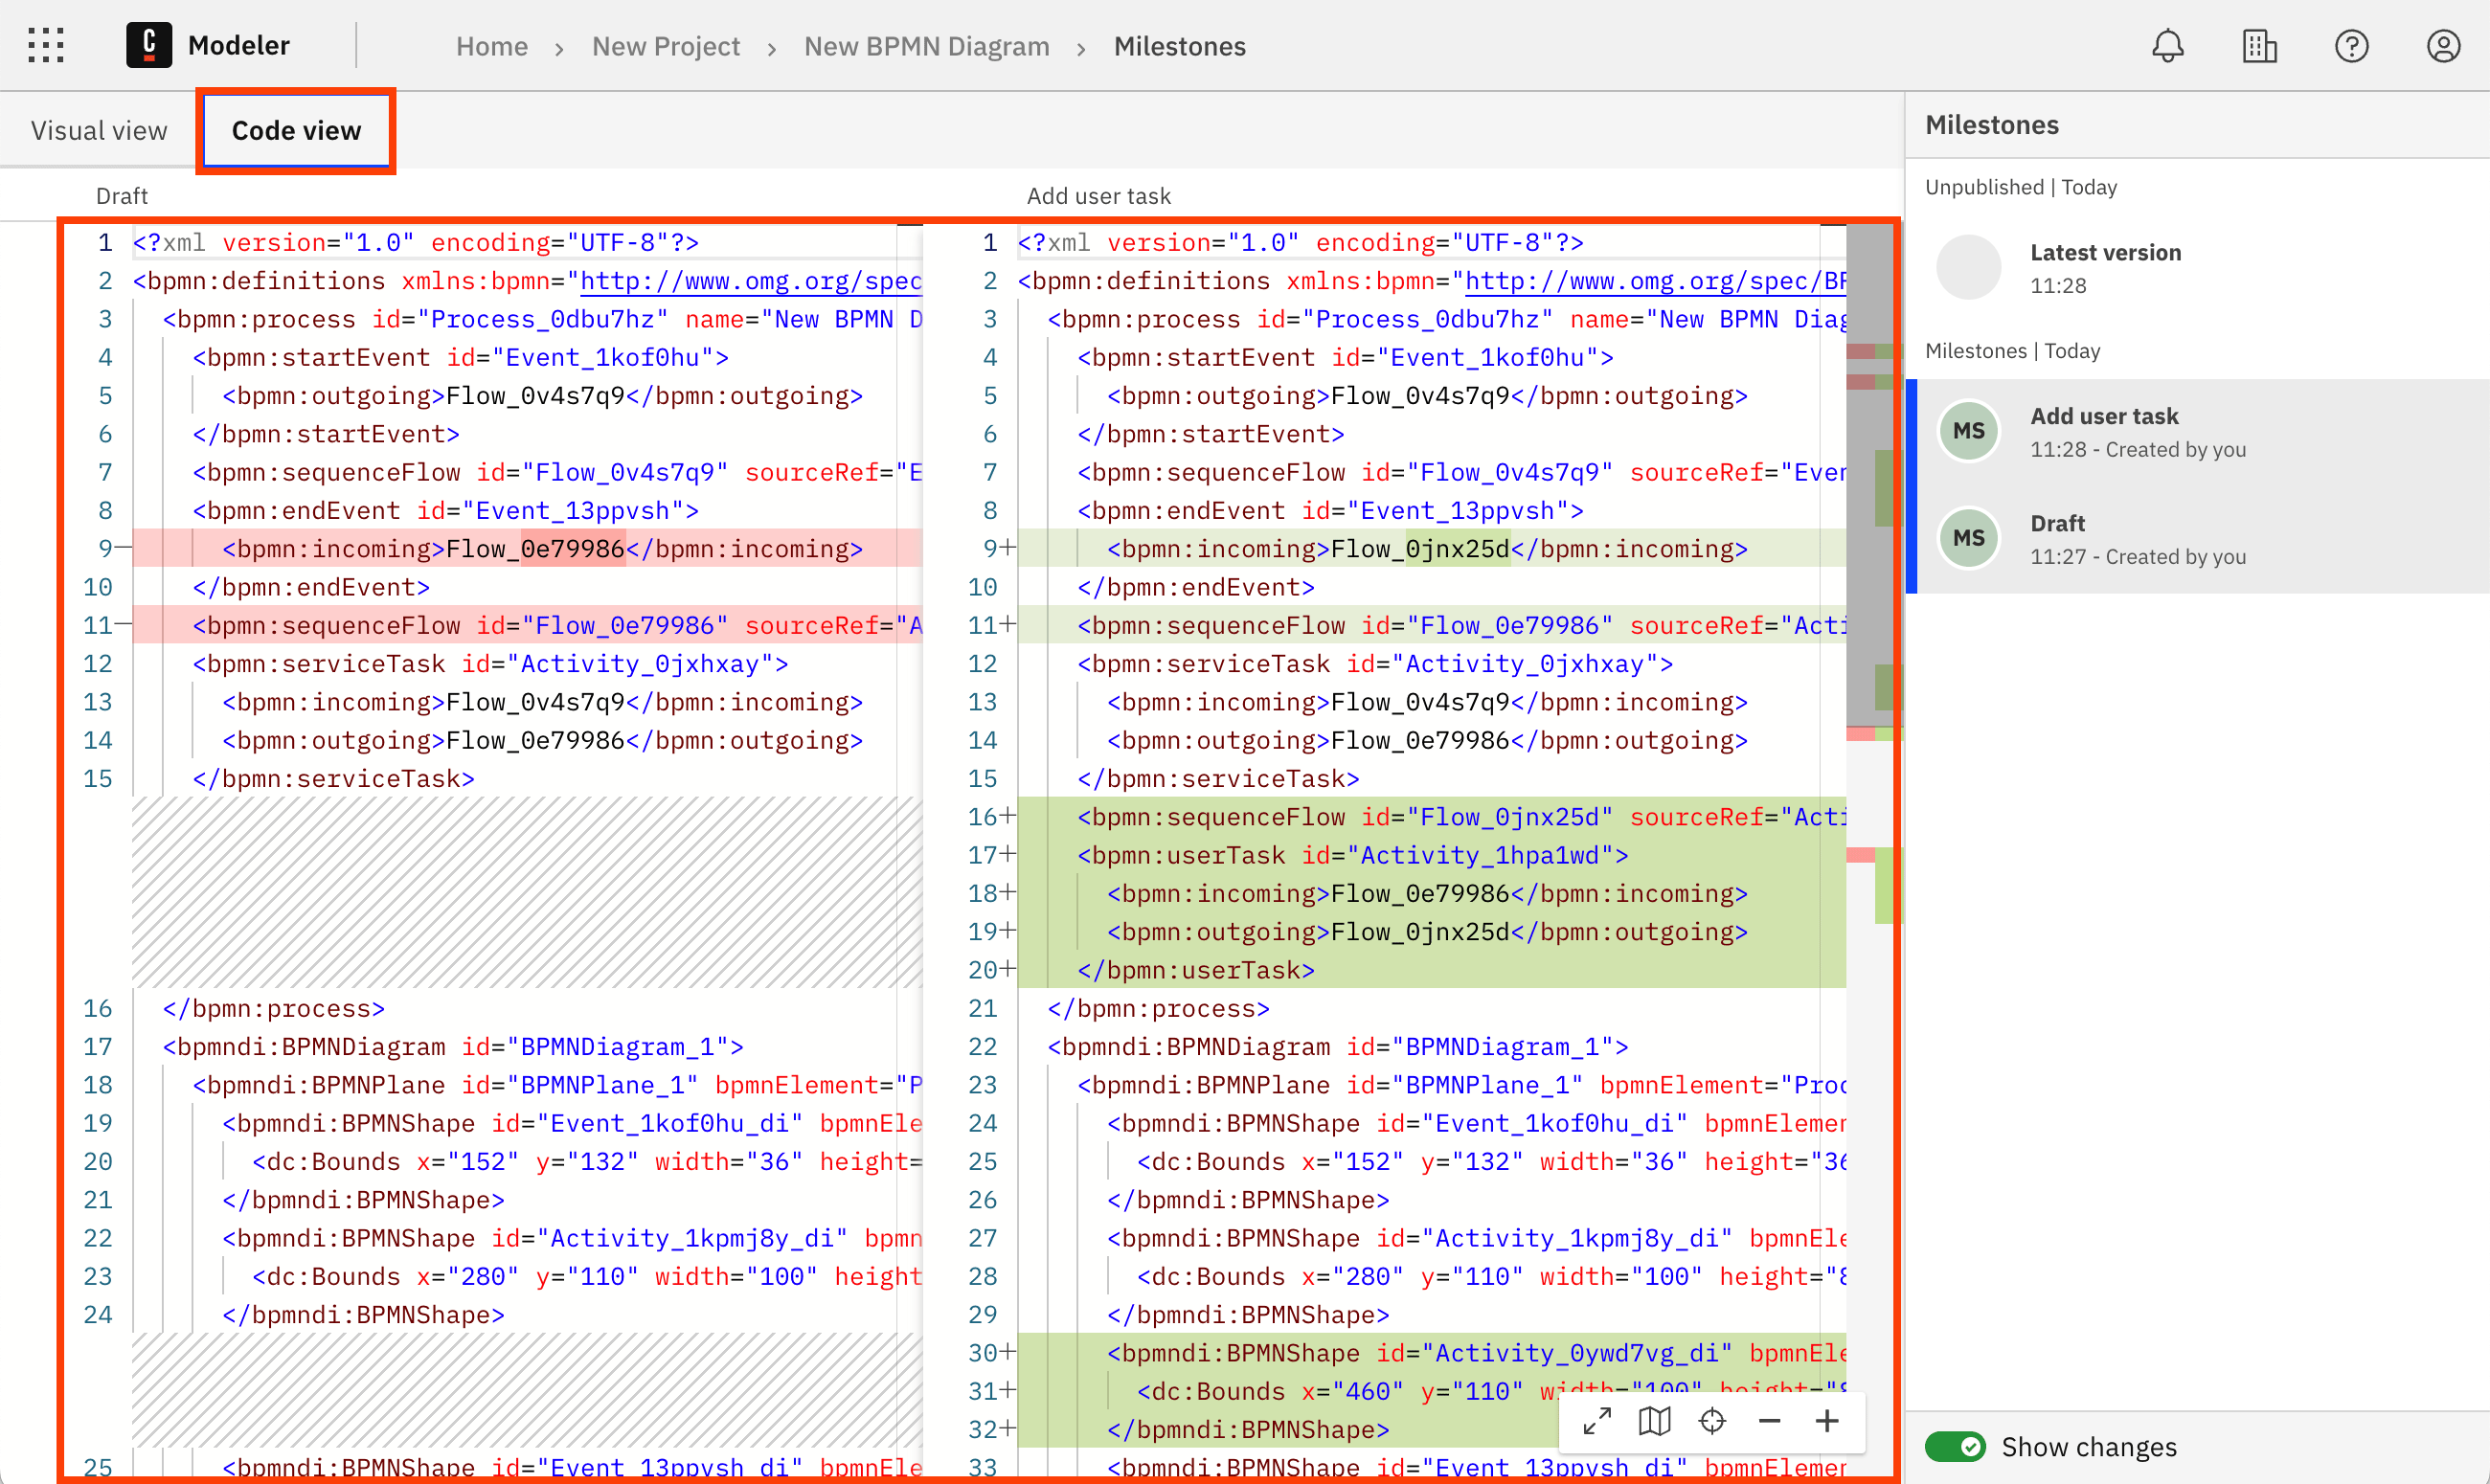 C Modeler Home › New Project › New BPMN Diagram › Milestones
Visual view Code view
Draft
1 <?xml version="1.0" encoding="UTF-8"?>
2 <bpmn:definitions xmlns:bpmn="http://www.omg.org/spec
3 <bpmn:process id="Process_0dbu7hz" name="New BPMN D
4 <bpmn:startEvent id="Event_1kof0hu">
5 <bpmn:outgoing>Flow_0v4s7q9</bpmn:outgoing>
6 </bpmn:startEvent>
7 <bpmn:sequenceFlow id="Flow_0v4s7q9" sourceRef="E
8 <bpmn:endEvent id="Event_13ppvsh">
9— <bpmn:incoming>Flow_0e79986</bpmn:incoming>
10 </bpmn:endEvent>
11— <bpmn:sequenceFlow id="Flow_0e79986" sourceRef="A
12 <bpmn:serviceTask id="Activity_0jxhxay">
13 <bpmn:incoming>Flow_0v4s7q9</bpmn:incoming>
14 <bpmn:outgoing>Flow_0e79986</bpmn:outgoing>
15 </bpmn:serviceTask>
16 </bpmn:process>
17 <bpmndi:BPMNDiagram id="BPMNDiagram_1">
18 <bpmndi:BPMNPlane id="BPMNPlane_1" bpmnElement="P
19 <bpmndi:BPMNShape id="Event_1kof0hu_di" bpmnEle
20 <dc:Bounds x="152" y="132" width="36" height=
21 </bpmndi:BPMNShape>
22 <bpmndi:BPMNShape id="Activity_1kpmj8y_di" bpmn
23 <dc:Bounds x="280" y="110" width="100" height
24 </bpmndi:BPMNShape>
25 <bpmndi:BPMNShape id="Event_13ppvsh_di" bpmnEle
Add user task
1 <?xml version="1.0" encoding="UTF-8"?>
2 <bpmn:definitions xmlns:bpmn="http://www.omg.org/spec/BP
3 <bpmn:process id="Process_0dbu7hz" name="New BPMN Diag
4 <bpmn:startEvent id="Event_1kof0hu">
5 <bpmn:outgoing>Flow_0v4s7q9</bpmn:outgoing>
6 </bpmn:startEvent>
7 <bpmn:sequenceFlow id="Flow_0v4s7q9" sourceRef="Even
8 <bpmn:endEvent id="Event_13ppvsh">
9+ <bpmn:incoming>Flow_0jnx25d</bpmn:incoming>
10 </bpmn:endEvent>
11+ <bpmn:sequenceFlow id="Flow_0e79986" sourceRef="Acti
12 <bpmn:serviceTask id="Activity_0jxhxay">
13 <bpmn:incoming>Flow_0v4s7q9</bpmn:incoming>
14 <bpmn:outgoing>Flow_0e79986</bpmn:outgoing>
15 </bpmn:serviceTask>
16+ <bpmn:sequenceFlow id="Flow_0jnx25d" sourceRef="Acti
17+ <bpmn:userTask id="Activity_1hpa1wd">
18+ <bpmn:incoming>Flow_0e79986</bpmn:incoming>
19+ <bpmn:outgoing>Flow_0jnx25d</bpmn:outgoing>
20+ </bpmn:userTask>
21 </bpmn:process>
22 <bpmndi:BPMNDiagram id="BPMNDiagram_1">
23 <bpmndi:BPMNPlane id="BPMNPlane_1" bpmnElement="Proc
24 <bpmndi:BPMNShape id="Event_1kof0hu_di" bpmnElemen
25 <dc:Bounds x="152" y="132" width="36" height="36
26 </bpmndi:BPMNShape>
27 <bpmndi:BPMNShape id="Activity_1kpmj8y_di" bpmnEle
28 <dc:Bounds x="280" y="110" width="100" height="8
29 </bpmndi:BPMNShape>
30+ <bpmndi:BPMNShape id="Activity_0ywd7vg_di" bpmnEle
31+ <dc:Bounds x="460" y="110" width="100" height="8
32+ </bpmndi:BPMNShape>
33 <bpmndi:BPMNShape id="Event_13ppvsh_di" bpmnElemen
Milestones
Unpublished | Today
Latest version
11:28
Milestones | Today
MS Add user task
11:28 - Created by you
MS Draft
11:27 - Created by you
Show changes